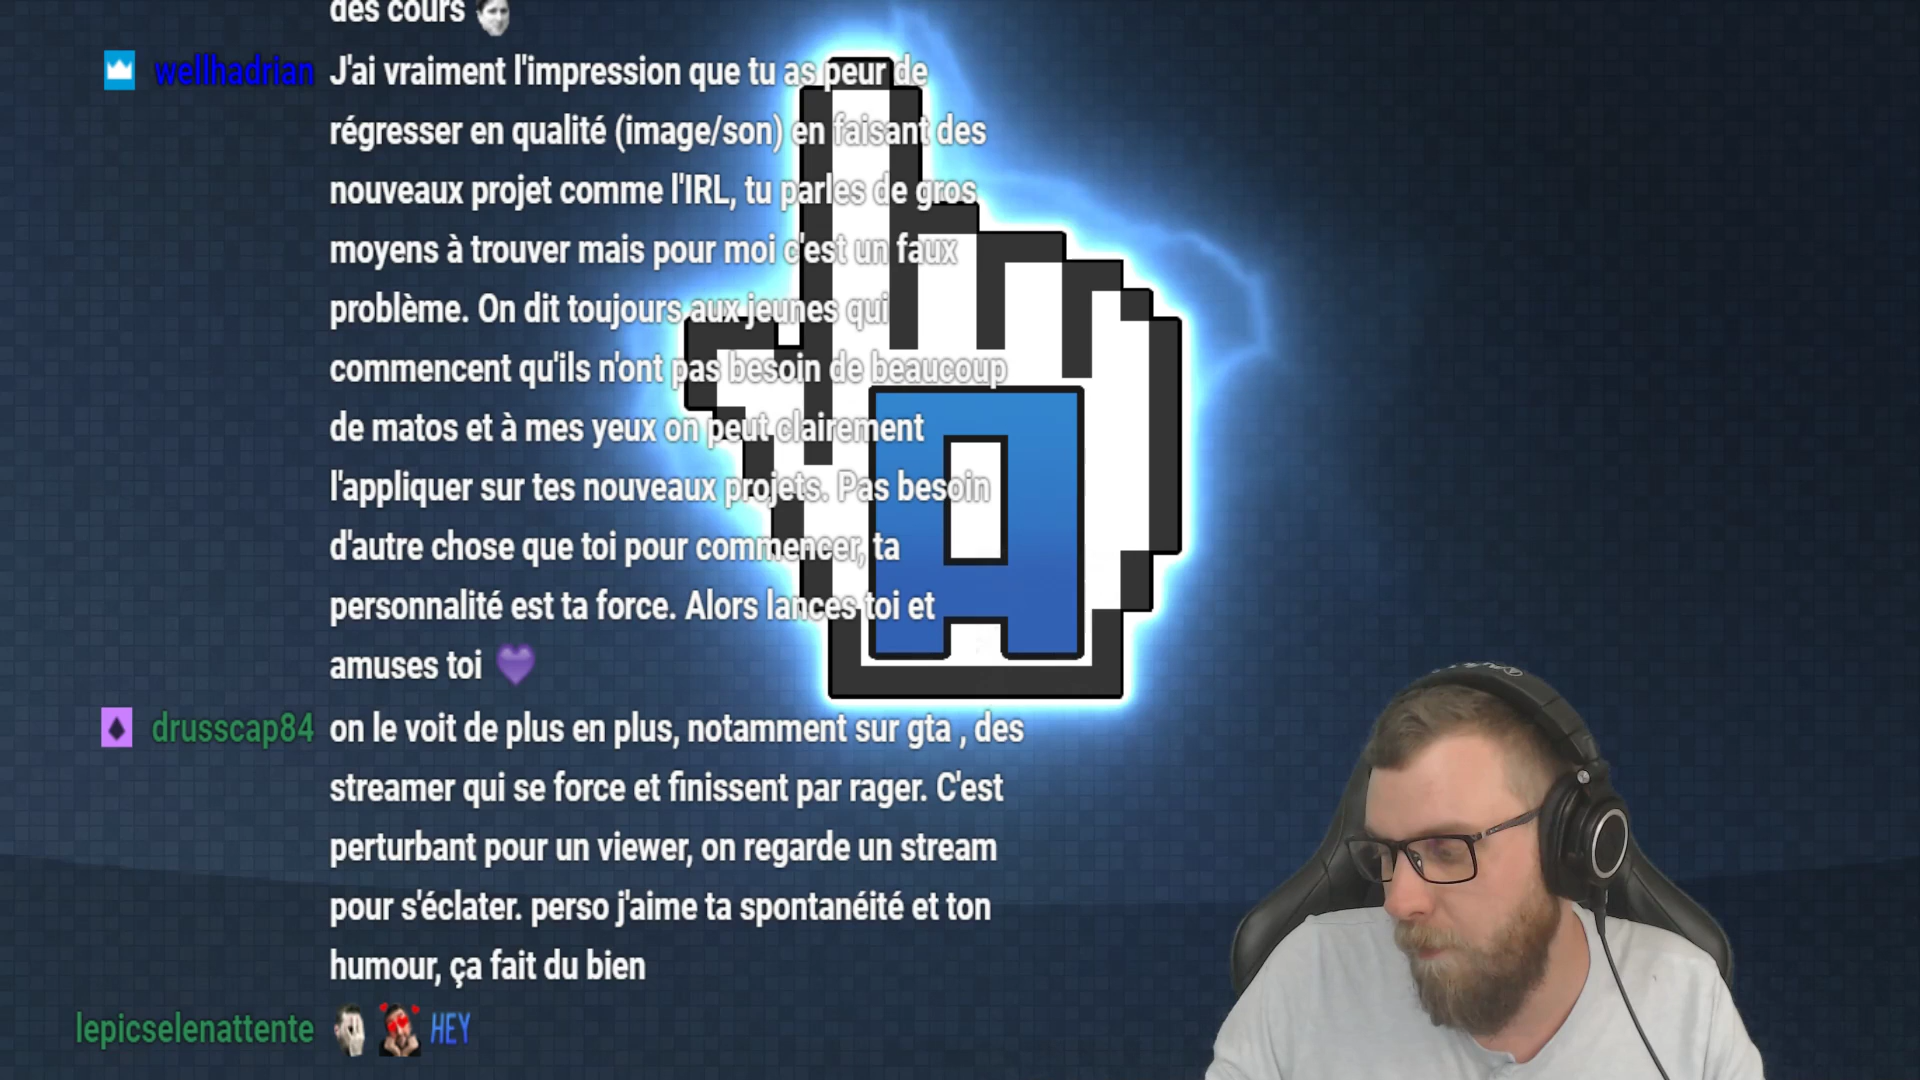 des cours
wellhadrian J'ai vraiment l'impression que tu as peur de
régresser en qualité (image/son) en faisant des
nouveaux projet comme l'IRL, tu parles de gros
moyens à trouver mais pour moi c'est un faux
problème. On dit toujours aux jeunes qui
commencent qu'ils n'ont pas besoin de beaucoup
de matos et à mes yeux on peut clairement
l'appliquer sur tes nouveaux projets. Pas besoin
d'autre chose que toi pour commencer, ta
personnalité est ta force. Alors lances toi et
amuses toi 💜
drusscap84 on le voit de plus en plus, notamment sur gta , des
streamer qui se force et finissent par rager. C'est
perturbant pour un viewer, on regarde un stream
pour s'éclater. perso j'aime ta spontanéité et ton
humour, ça fait du bien
lepicselenattente HEY
A